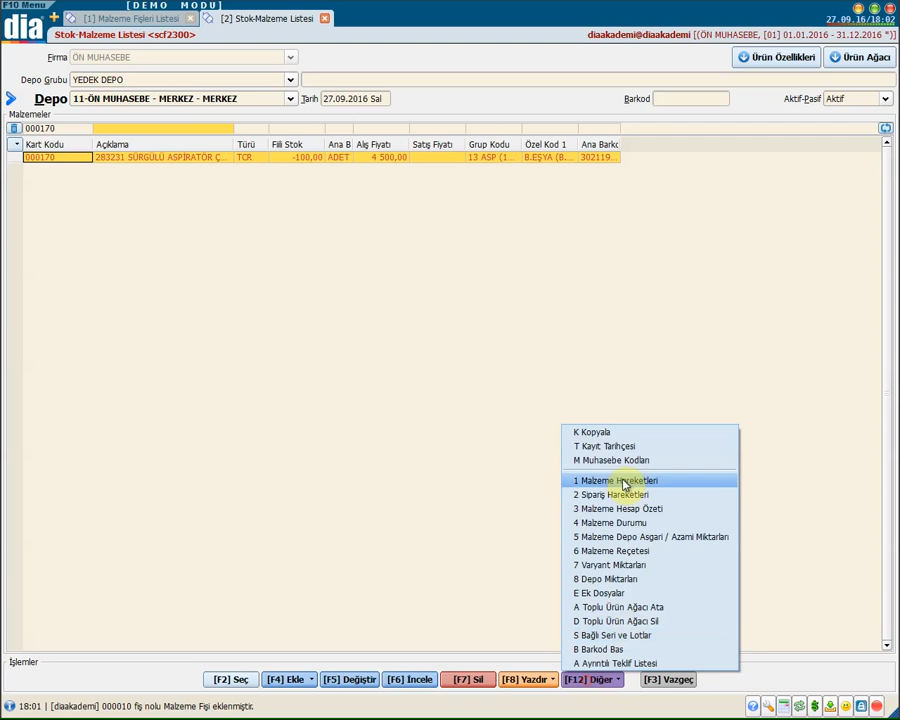 F10 Menu
[DEMO MODU]
dia
[1] Malzeme Fişleri Listesi
[2] Stok-Malzeme Listesi
27.09.16/18:02
Stok-Malzeme Listesi <scf2300>
diaakademi@diaakademi [(ÖN MUHASEBE, [01] 01.01.2016 - 31.12.2016 *)]
Firma ÖN MUHASEBE
Ürün Özellikleri
Ürün Ağacı
Depo Grubu YEDEK DEPO
Depo 11-ÖN MUHASEBE - MERKEZ - MERKEZ
Tarih 27.09.2016 Sal
Barkod
Aktif-Pasif Aktif
Malzemeler
000170
Kart Kodu Açıklama Türü Fiili Stok Ana B Alış Fiyatı Satış Fiyatı Grup Kodu Özel Kod 1 Ana Barkc
000170 283231 SÜRGÜLÜ ASPİRATÖR Ç... TCR -100,00 ADET 4 500,00 13 ASP (1... B.EŞYA (B... 302119...
K Kopyala
T Kayıt Tarihçesi
M Muhasebe Kodları
1 Malzeme Hareketleri
2 Sipariş Hareketleri
3 Malzeme Hesap Özeti
4 Malzeme Durumu
5 Malzeme Depo Asgari / Azami Miktarları
6 Malzeme Reçetesi
7 Varyant Miktarları
8 Depo Miktarları
E Ek Dosyalar
A Toplu Ürün Ağacı Ata
D Toplu Ürün Ağacı Sil
S Bağlı Seri ve Lotlar
B Barkod Bas
A Ayrıntılı Teklif Listesi
İşlemler
[F2] Seç
[F4] Ekle
[F5] Değiştir
[F6] İncele
[F7] Sil
[F8] Yazdır
[F12] Diğer
[F3] Vazgeç
18:01 | [diaakademi] 000010 fiş nolu Malzeme Fişi eklenmiştir.